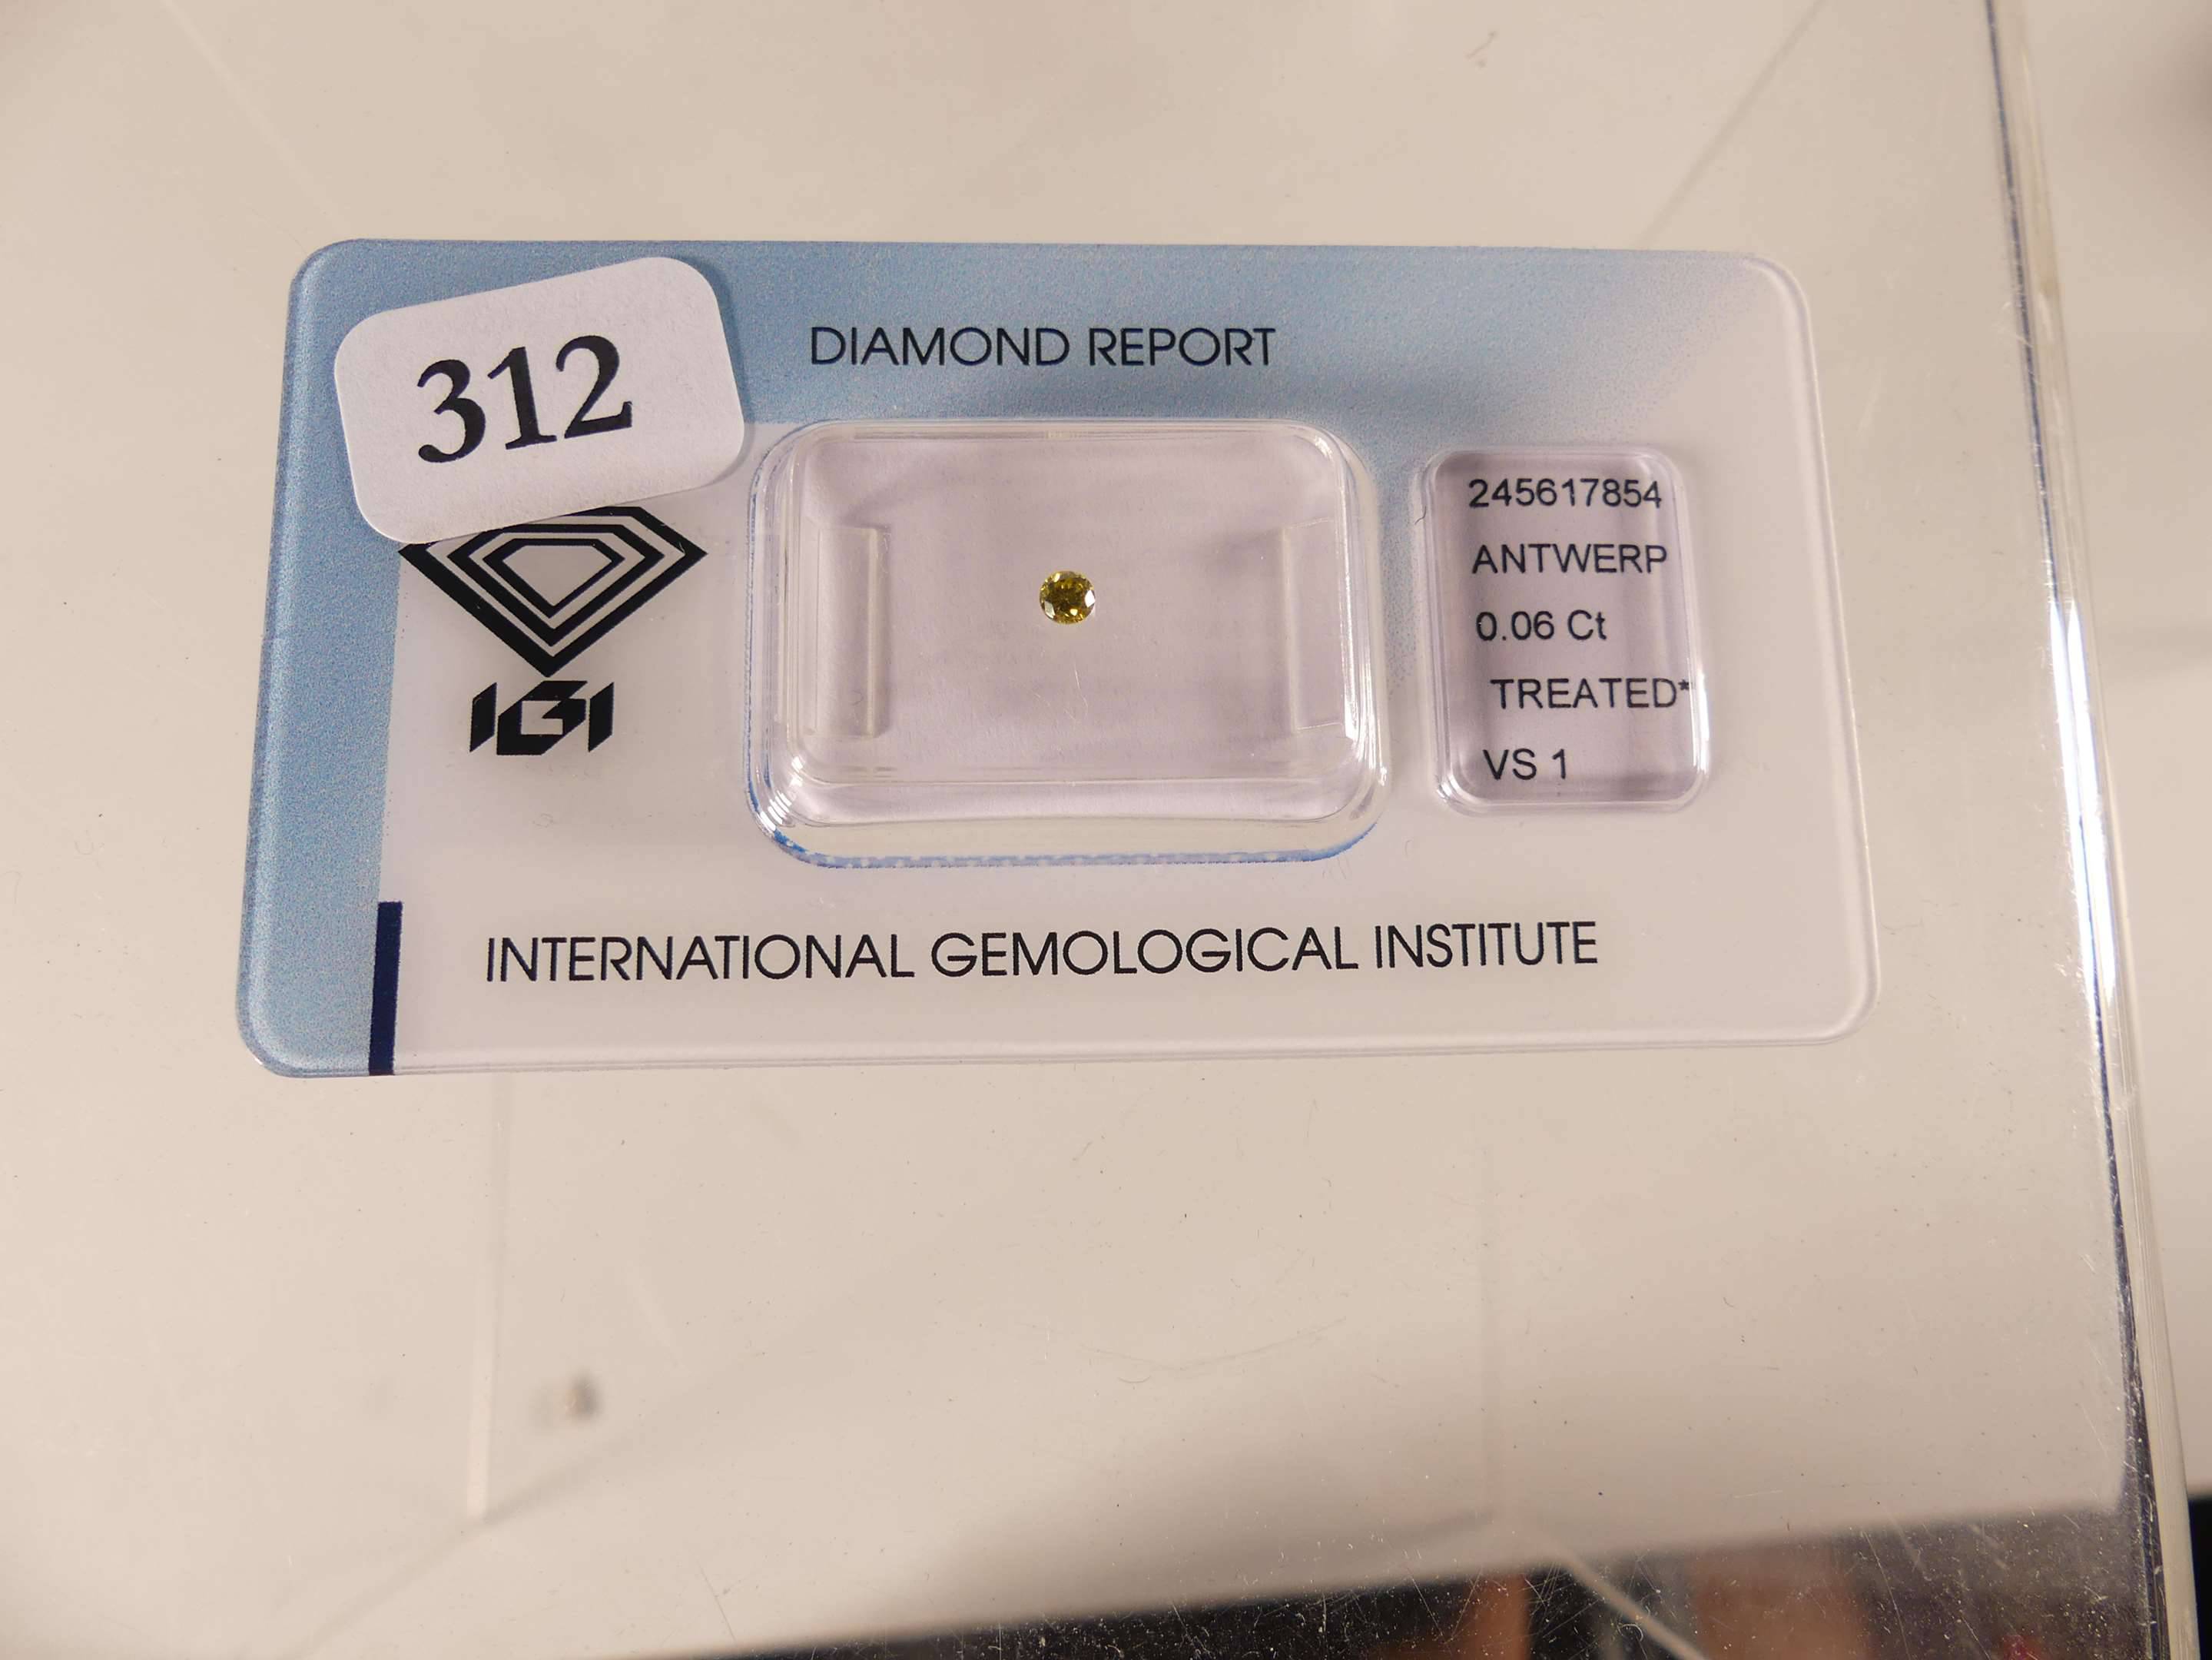 312
DIAMOND REPORT
245617854
ANTWERP
0.06 Ct
TREATED*
VS 1
IGI
INTERNATIONAL GEMOLOGICAL INSTITUTE